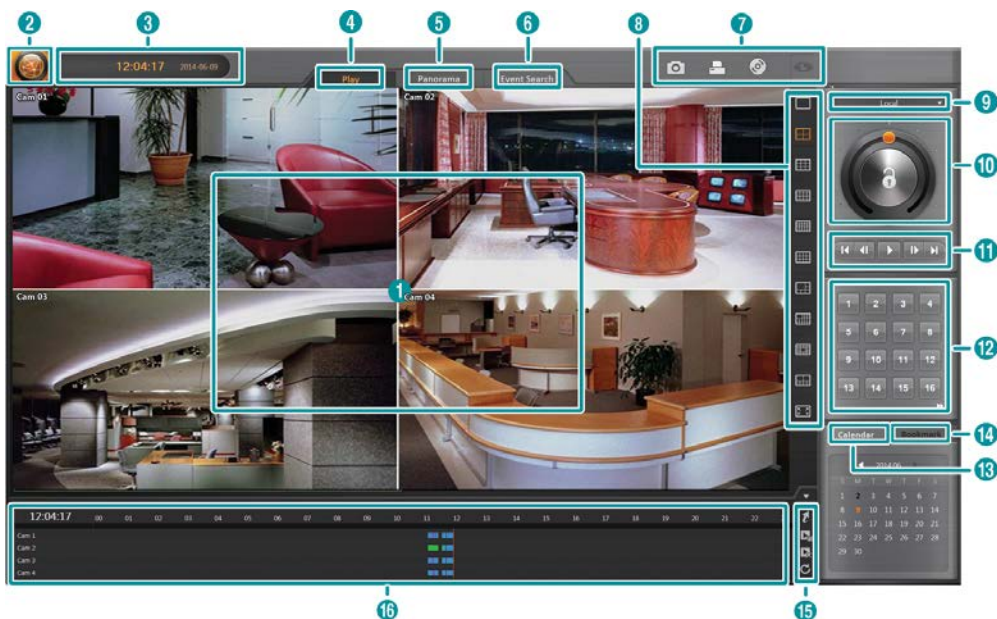 2 3 4 5 6 8 7
12:04:17 2014-06-09
Play Panorama Event Search
Local 9
Cam 01 Cam 02
10
11
1
Cam 03 Cam 04
1 2 3 4
5 6 7 8
12
9 10 11 12
13 14 15 16
Calendar Bookmark 14
13
2014.06
S M T W T F S
1 2 3 4 5 6 7
8 9 10 11 12 13 14
15 16 17 18 19 20 21
22 23 24 25 26 27 28
29 30
12:04:17 00 01 02 03 04 05 06 07 08 09 10 11 12 13 14 15 16 17 18 19 20 21 22
Cam 1
Cam 2
Cam 3
Cam 4
16 15